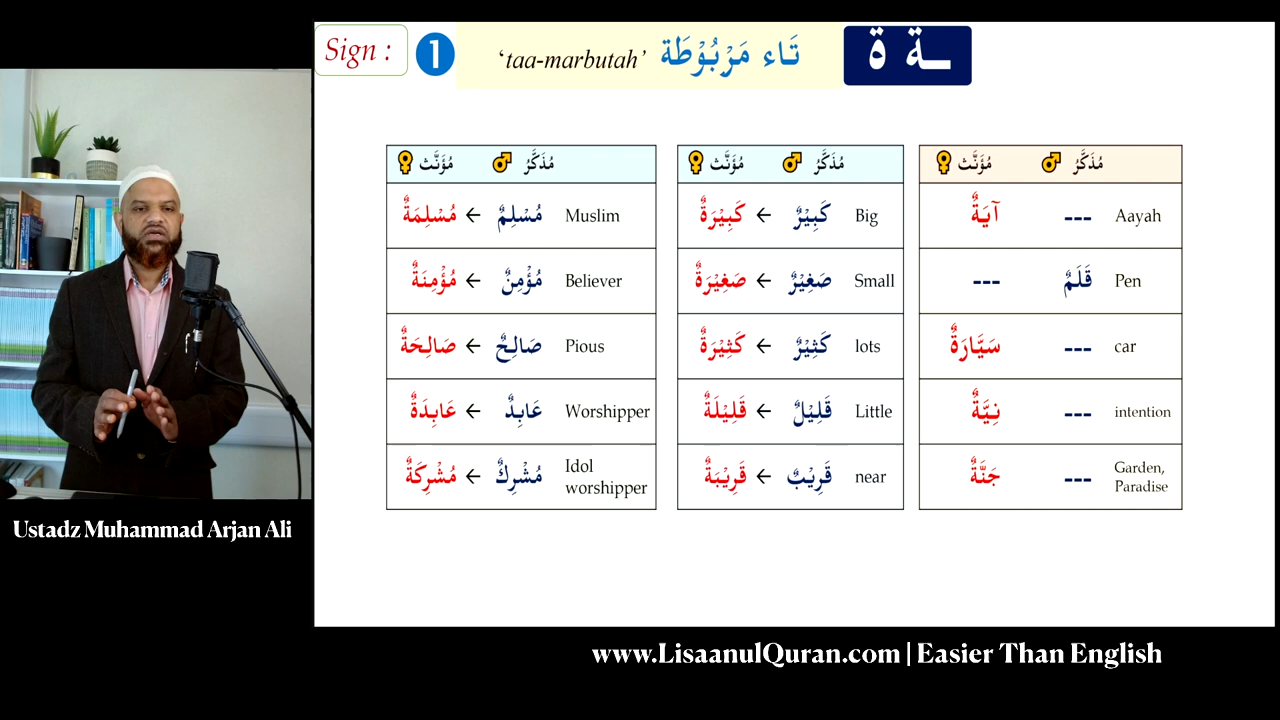 Sign : 1 ‘taa-marbutah’ تَاء مَرْبُوْطَة ـة ة
مُؤَنَّث مُذَكَّرُ
مُسْلِمَةٌ ← مُسْلِمٌ Muslim
مُؤْمِنَةٌ ← مُؤْمِنٌ Believer
صَالِحَةٌ ← صَالِحٌ Pious
عَابِدَةٌ ← عَابِدٌ Worshipper
مُشْرِكَةٌ ← مُشْرِكٌ Idol
worshipper
مُؤَنَّث مُذَكَّرُ
كَبِيْرَةٌ ← كَبِيْرٌ Big
صَغِيْرَةٌ ← صَغِيْرٌ Small
كَثِيْرَةٌ ← كَثِيْرٌ lots
قَلِيْلَةٌ ← قَلِيْلٌ Little
قَرِيْبَةٌ ← قَرِيْبٌ near
مُؤَنَّث مُذَكَّرُ
آيَةٌ --- Aayah
--- قَلَمٌ Pen
سَيَّارَةٌ --- car
نِيَّةٌ --- intention
جَنَّةٌ --- Garden,
Paradise
Ustadz Muhammad Arjan Ali
www.LisaanulQuran.com | Easier Than English